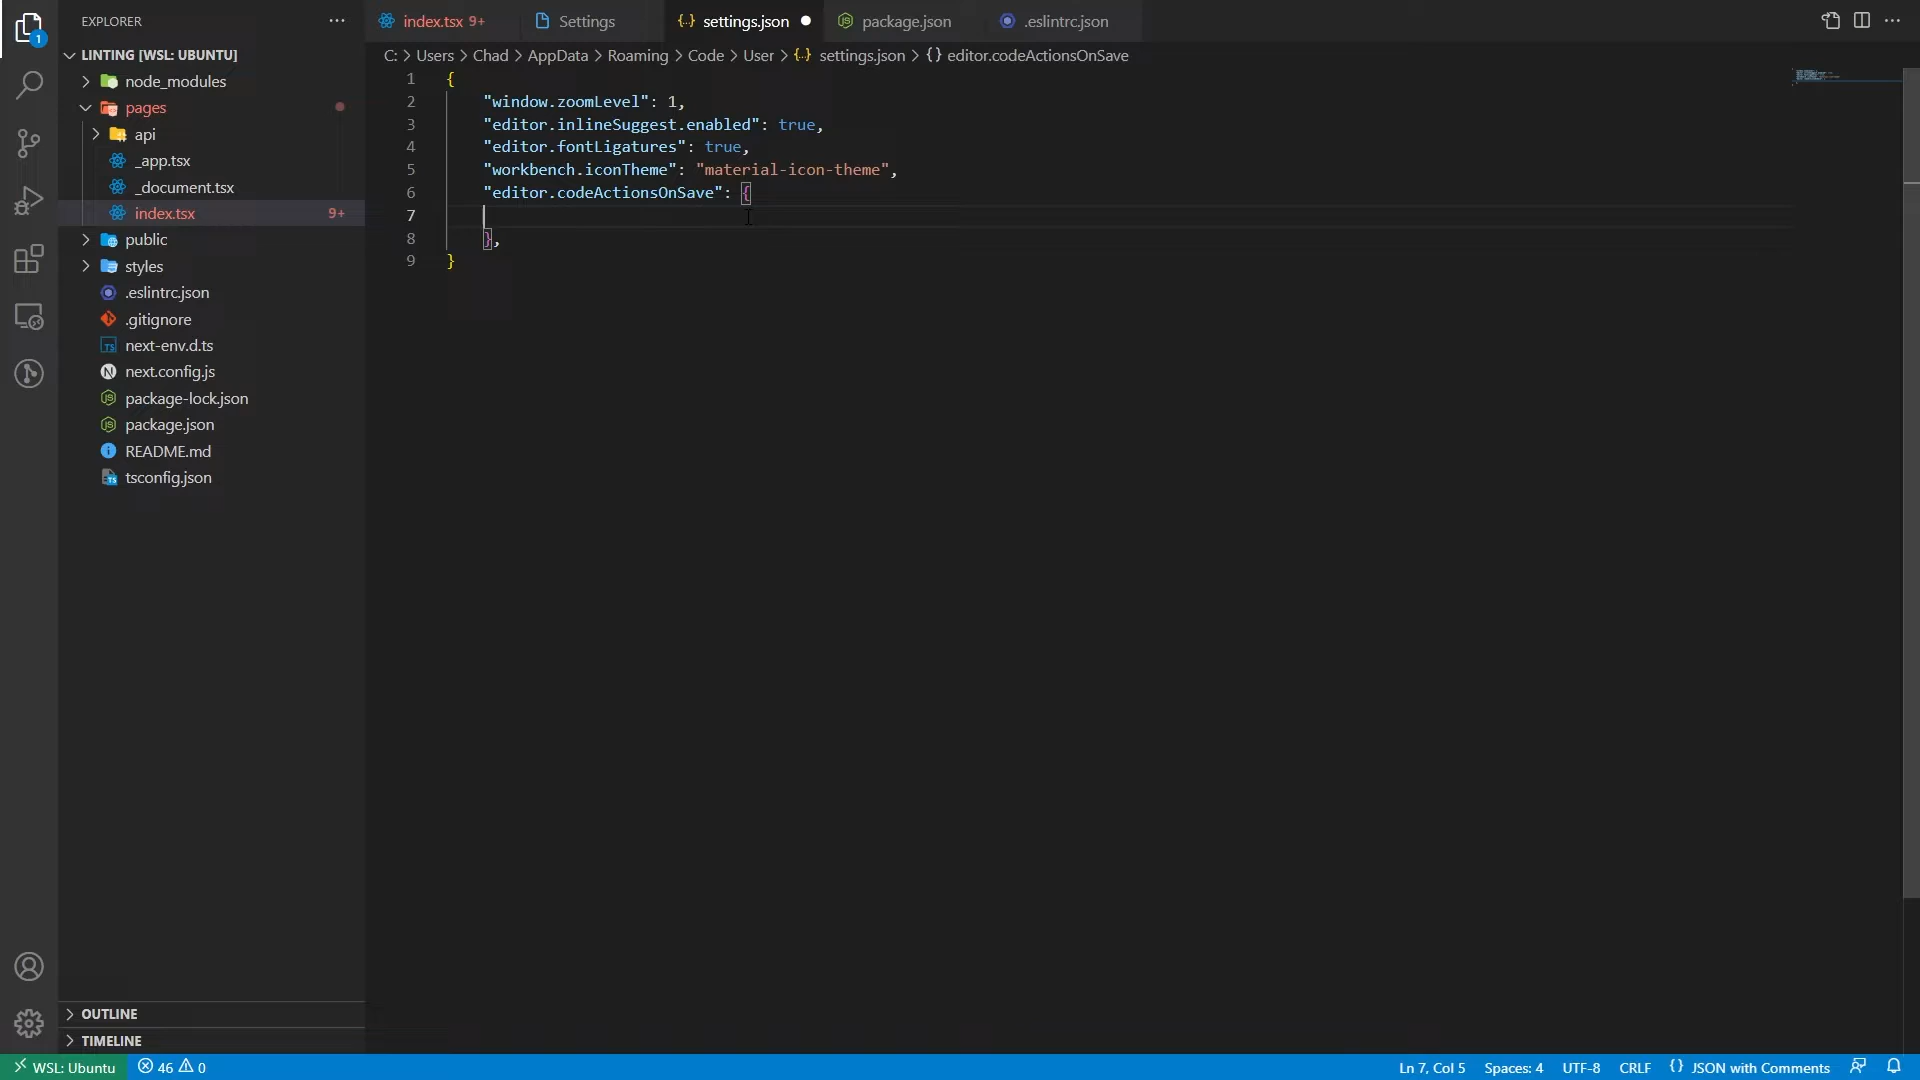 EXPLORER
index.tsx 9+
Settings
settings.json
package.json
.eslintrc.json
1
LINTING [WSL: UBUNTU]
C: > Users > Chad > AppData > Roaming > Code > User > {..} settings.json > {} editor.codeActionsOnSave
node_modules
pages
api
_app.tsx
_document.tsx
index.tsx 9+
public
styles
.eslintrc.json
.gitignore
next-env.d.ts
next.config.js
package-lock.json
package.json
README.md
tsconfig.json
OUTLINE
TIMELINE
1 {
2 "window.zoomLevel": 1,
3 "editor.inlineSuggest.enabled": true,
4 "editor.fontLigatures": true,
5 "workbench.iconTheme": "material-icon-theme",
6 "editor.codeActionsOnSave": {
7
8 },
9 }
WSL: Ubuntu 46 0 Ln 7, Col 5 Spaces: 4 UTF-8 CRLF {} JSON with Comments